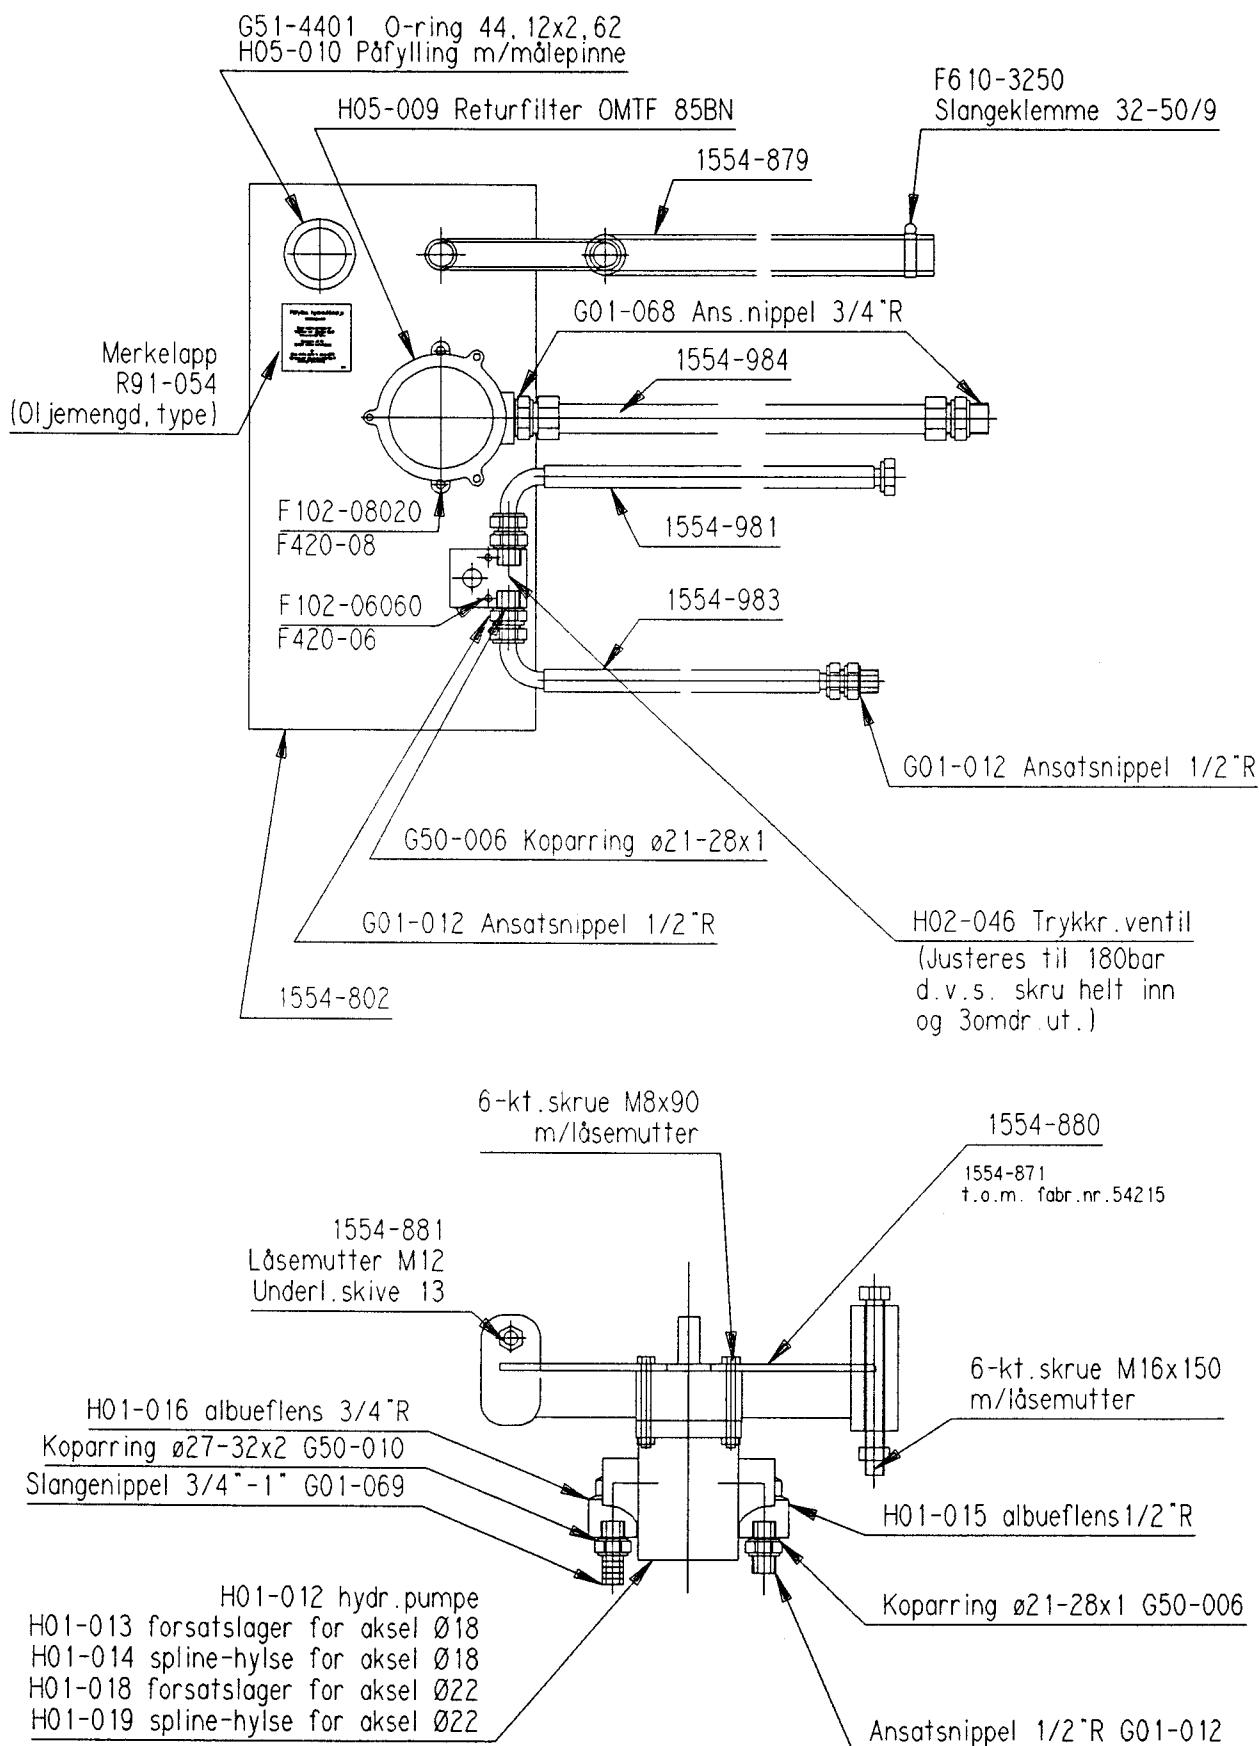 G51-4401 O-ring 44,12x2,62
H05-010 Påfylling m/målepinne
H05-009 Returfilter OMTF 85BN
F610-3250
Slangeklemme 32-50/9
1554-879
G01-068 Ans.nippel 3/4"R
1554-984
Merkelapp
R91-054
(Oljemengd, type)
F102-08020
F420-08
1554-981
F102-06060
F420-06
1554-983
G01-012 Ansatsnippel 1/2"R
G50-006 Koparring ø21-28x1
G01-012 Ansatsnippel 1/2"R
H02-046 Trykkr.ventil
(Justeres til 180bar
d.v.s. skru helt inn
og 3omdr.ut.)
1554-802
6-kt.skrue M8x90
m/låsemutter
1554-880
1554-871
t.o.m. fabr.nr.54215
1554-881
Låsemutter M12
Underl.skive 13
6-kt.skrue M16x150
m/låsemutter
H01-016 albueflens 3/4"R
Koparring ø27-32x2 G50-010
Slangenippel 3/4"-1" G01-069
H01-015 albueflens 1/2"R
Koparring ø21-28x1 G50-006
H01-012 hydr.pumpe
H01-013 forsatslager for aksel Ø18
H01-014 spline-hylse for aksel Ø18
H01-018 forsatslager for aksel Ø22
H01-019 spline-hylse for aksel Ø22
Ansatsnippel 1/2"R G01-012